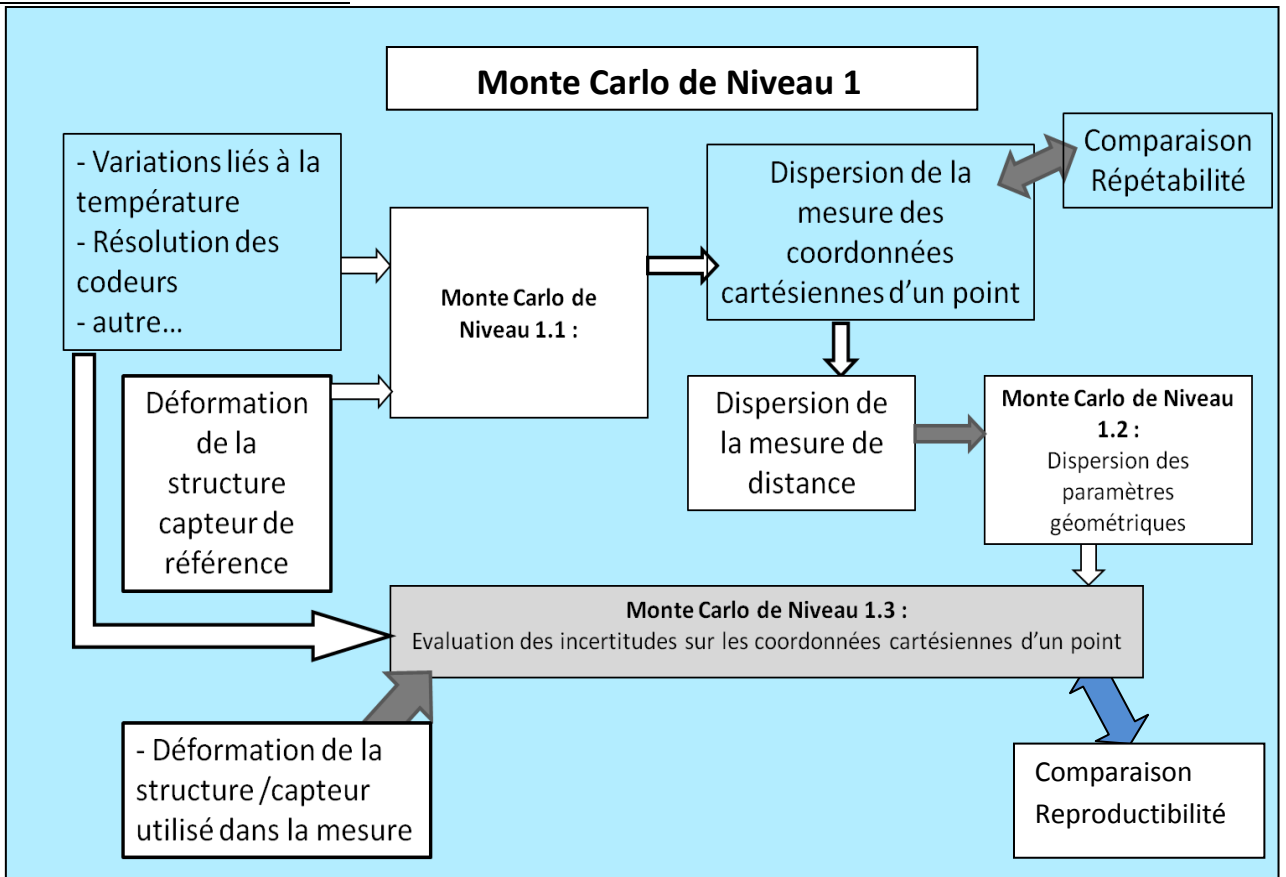 Monte Carlo de Niveau 1
- Variations liés à la
température
- Résolution des
codeurs
- autre...
Monte Carlo de
Niveau 1.1 :
Dispersion de la
mesure des
coordonnées
cartésiennes d'un point
Comparaison
Répétabilité
Déformation
de la
structure
capteur de
référence
Dispersion de
la mesure de
distance
Monte Carlo de Niveau
1.2 :
Dispersion des
paramètres
géométriques
Monte Carlo de Niveau 1.3 :
Evaluation des incertitudes sur les coordonnées cartésiennes d'un point
- Déformation de la
structure /capteur
utilisé dans la mesure
Comparaison
Reproductibilité